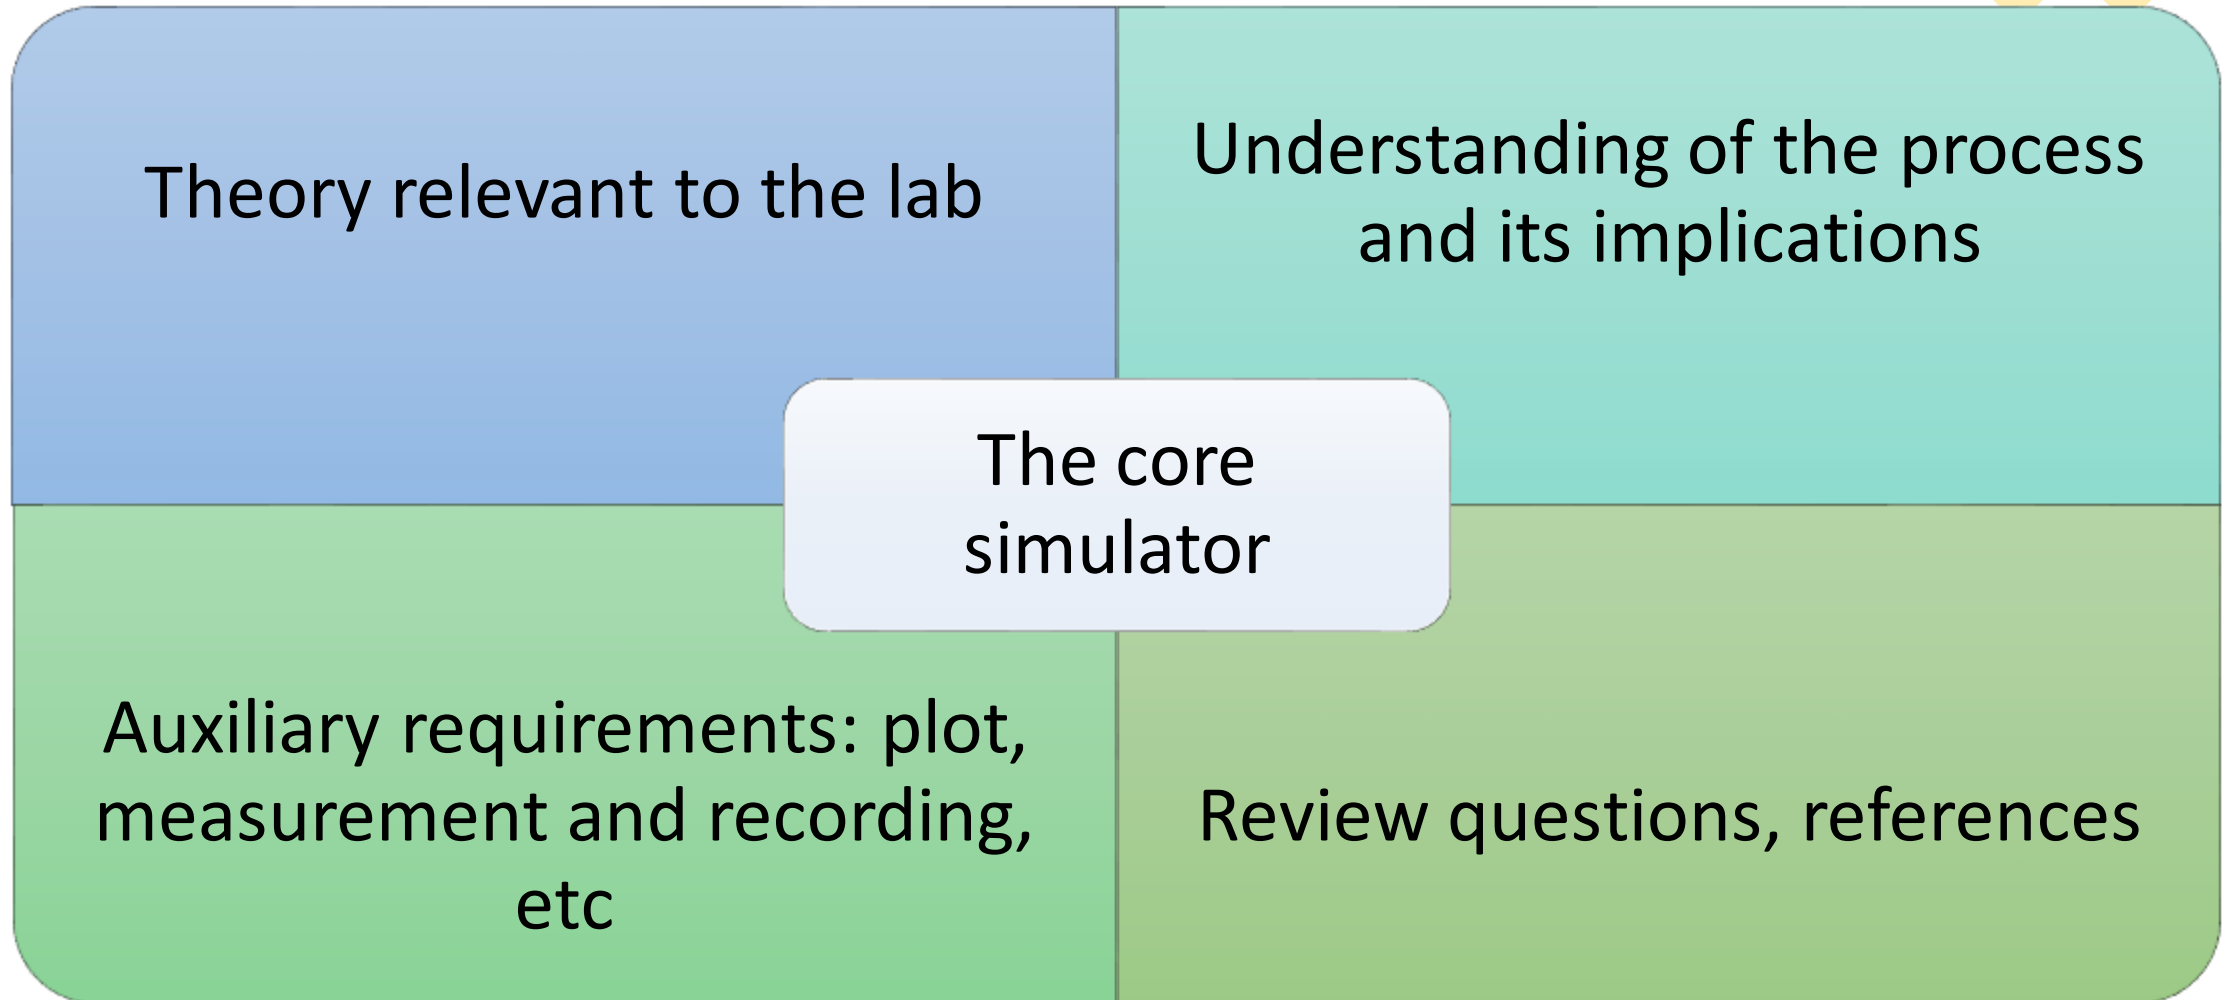 Theory relevant to the lab
Understanding of the process
and its implications
The core
simulator
Auxiliary requirements: plot,
measurement and recording,
etc
Review questions, references